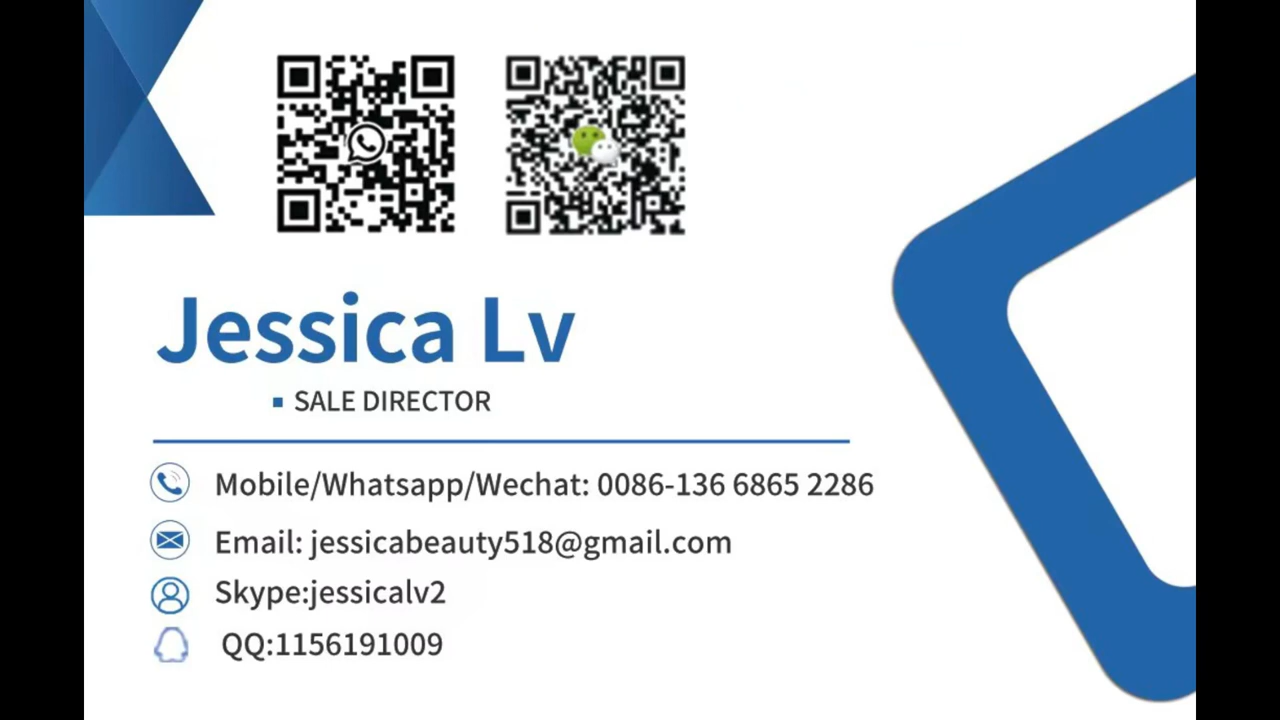 Jessica Lv
SALE DIRECTOR
Mobile/Whatsapp/Wechat: 0086-136 6865 2286
Email: jessicabeauty518@gmail.com
Skype:jessicalv2
QQ:1156191009